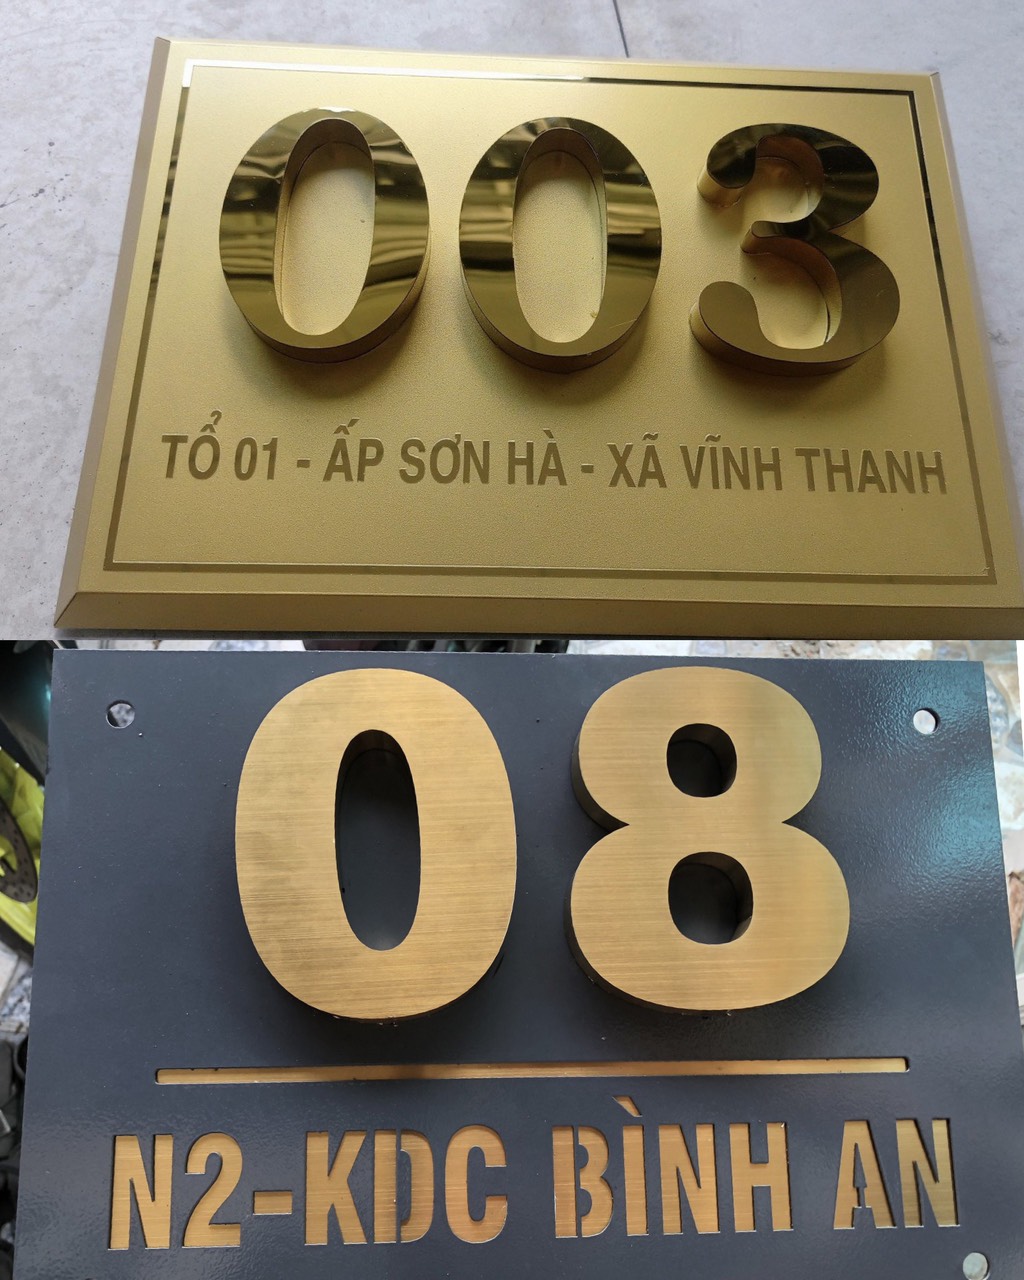 003
TỔ 01 - ẤP SƠN HÀ - XÃ VĨNH THANH
08
N2-KDC BÌNH AN